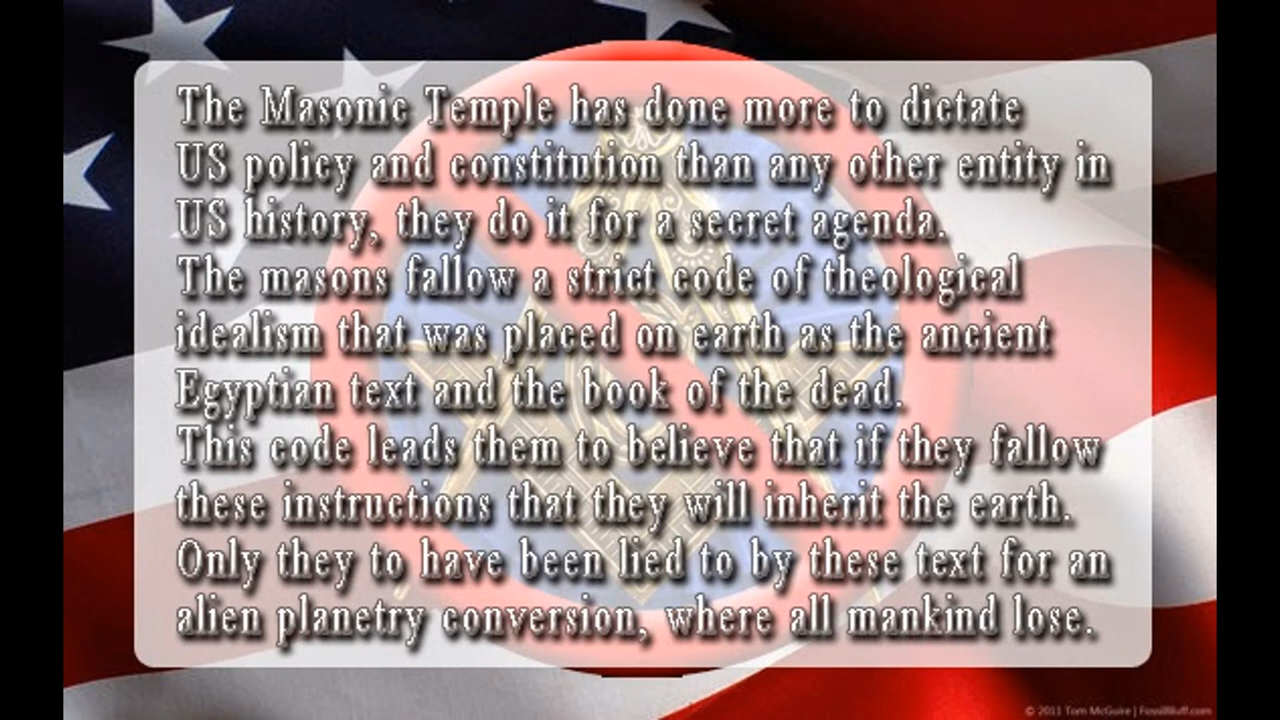 The Masonic Temple has done more to dictate
US policy and constitution than any other entity in
US history, they do it for a secret agenda.
The masons fallow a strict code of theological
idealism that was placed on earth as the ancient
Egyptian text and the book of the dead.
This code leads them to believe that if they fallow
these instructions that they will inherit the earth.
Only they to have been lied to by these text for an
alien planetry conversion, where all mankind lose.
© 2011 Tom McGuire | FossilBluff.com